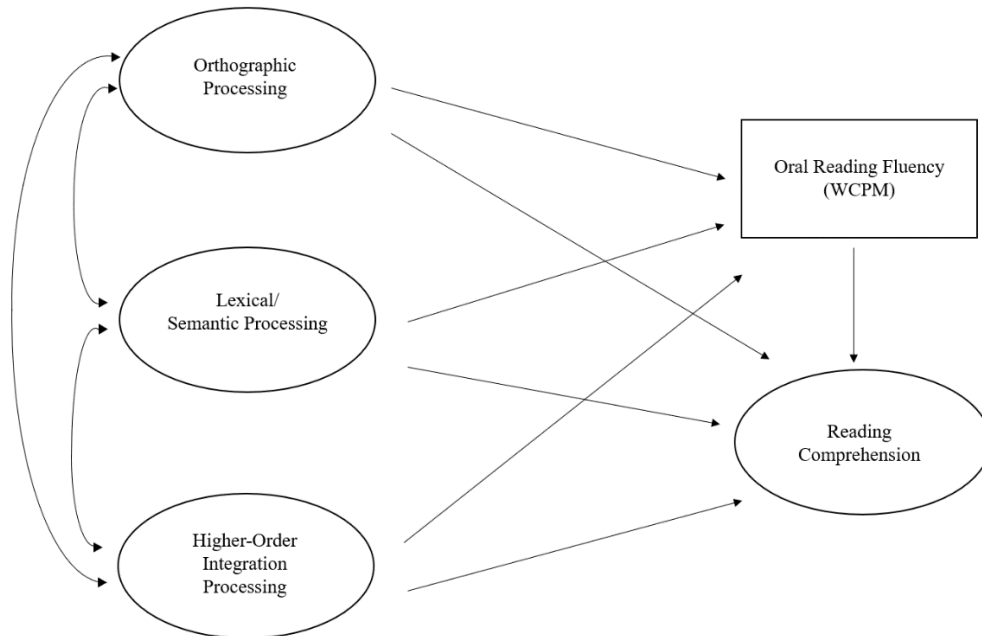 Orthographic
Processing
Oral Reading Fluency
(WCPM)
Lexical/
Semantic Processing
Reading
Comprehension
Higher-Order
Integration
Processing